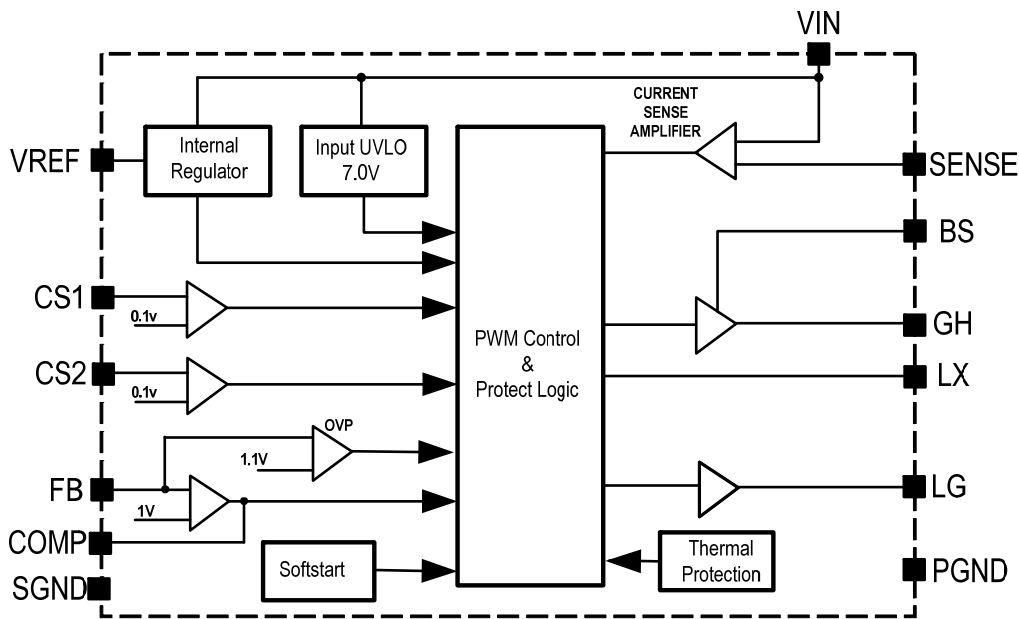 VIN
CURRENT
SENSE
AMPLIFIER
Internal
Regulator
Input UVLO
7.0V
VREF
SENSE
BS
CS1
0.1v
GH
PWM Control
&
Protect Logic
CS2
0.1v
LX
OVP
1.1V
FB
1V
LG
COMP
Softstart
Thermal
Protection
PGND
SGND